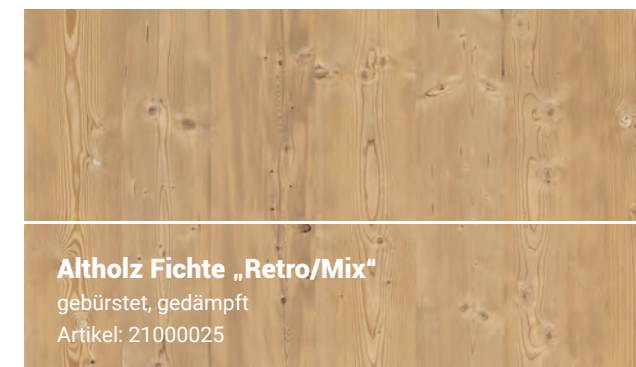 Altholz Fichte „Retro/Mix“
gebürstet, gedämpft
Artikel: 21000025